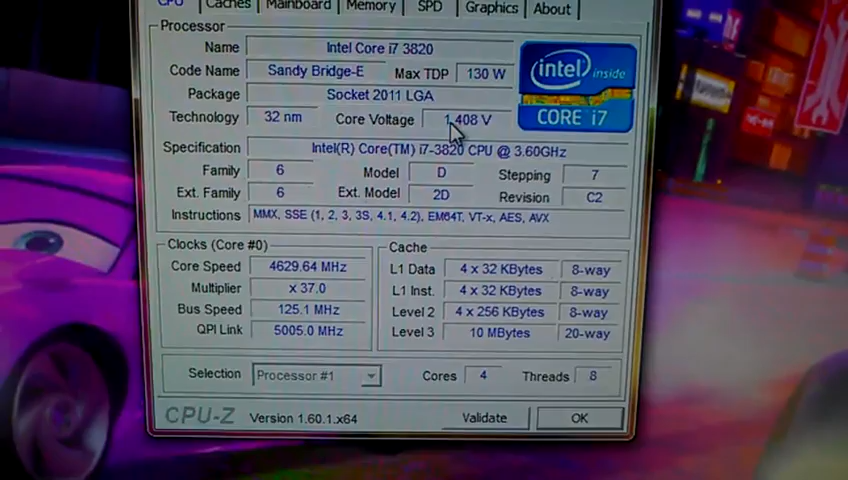 CPU Caches Mainboard Memory SPD Graphics About
Processor
Name Intel Core i7 3820
Code Name Sandy Bridge-E Max TDP 130 W
Package Socket 2011 LGA
Technology 32 nm Core Voltage 1.408 V
intel inside
CORE i7
Specification Intel(R) Core(TM) i7-3820 CPU @ 3.60GHz
Family 6 Model D Stepping 7
Ext. Family 6 Ext. Model 2D Revision C2
Instructions MMX, SSE (1, 2, 3, 3S, 4.1, 4.2), EM64T, VT-x, AES, AVX
Clocks (Core #0) Cache
Core Speed 4629.64 MHz L1 Data 4 x 32 KBytes 8-way
Multiplier x 37.0 L1 Inst. 4 x 32 KBytes 8-way
Bus Speed 125.1 MHz Level 2 4 x 256 KBytes 8-way
QPI Link 5005.0 MHz Level 3 10 MBytes 20-way
Selection Processor #1 Cores 4 Threads 8
CPU-Z Version 1.60.1.x64 Validate OK